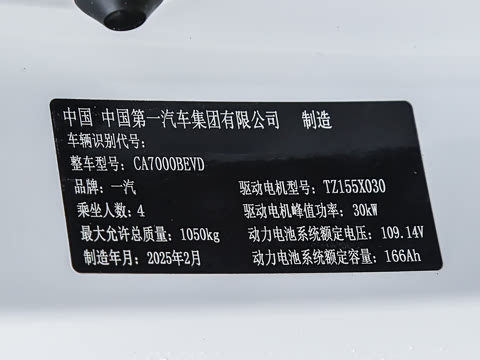 中国 中国第一汽车集团有限公司 制造
车辆识别代号:
整车型号: CA7000BEVD
品牌: 一汽 驱动电机型号: TZ155X030
乘坐人数: 4 驱动电机峰值功率: 30kW
最大允许总质量: 1050kg 动力电池系统额定电压: 109.14V
制造年月: 2025年2月 动力电池系统额定容量: 166Ah